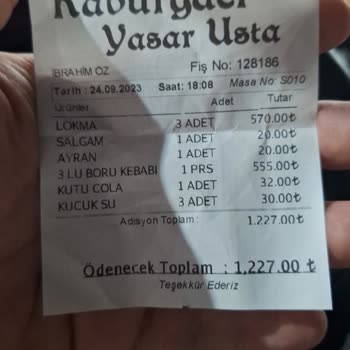 Kaburgacı
Yasar Usta
İBRAHİM ÖZ Fiş No: 128186
Tarih : 24.09.2023 Saat: 18:08 Masa No: S010
Ürünler Adet Tutar
LOKMA 3 ADET 570.00₺
SALGAM 1 ADET 20.00₺
AYRAN 1 ADET 20.00₺
3 LU BORU KEBABI 1 PRS 555.00₺
KUTU COLA 1 ADET 32.00₺
KUCUK SU 3 ADET 30.00₺
Adisyon Toplam : 1.227.00₺
Ödenecek Toplam : 1,227.00 ₺
Teşekkür Ederiz